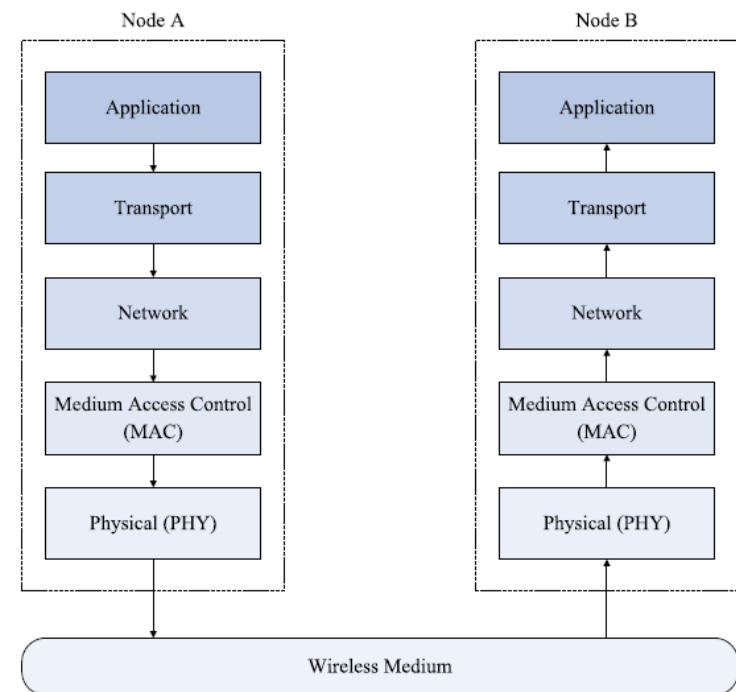 Node A
Application
Transport
Network
Medium Access Control
(MAC)
Physical (PHY)
Node B
Application
Transport
Network
Medium Access Control
(MAC)
Physical (PHY)
Wireless Medium